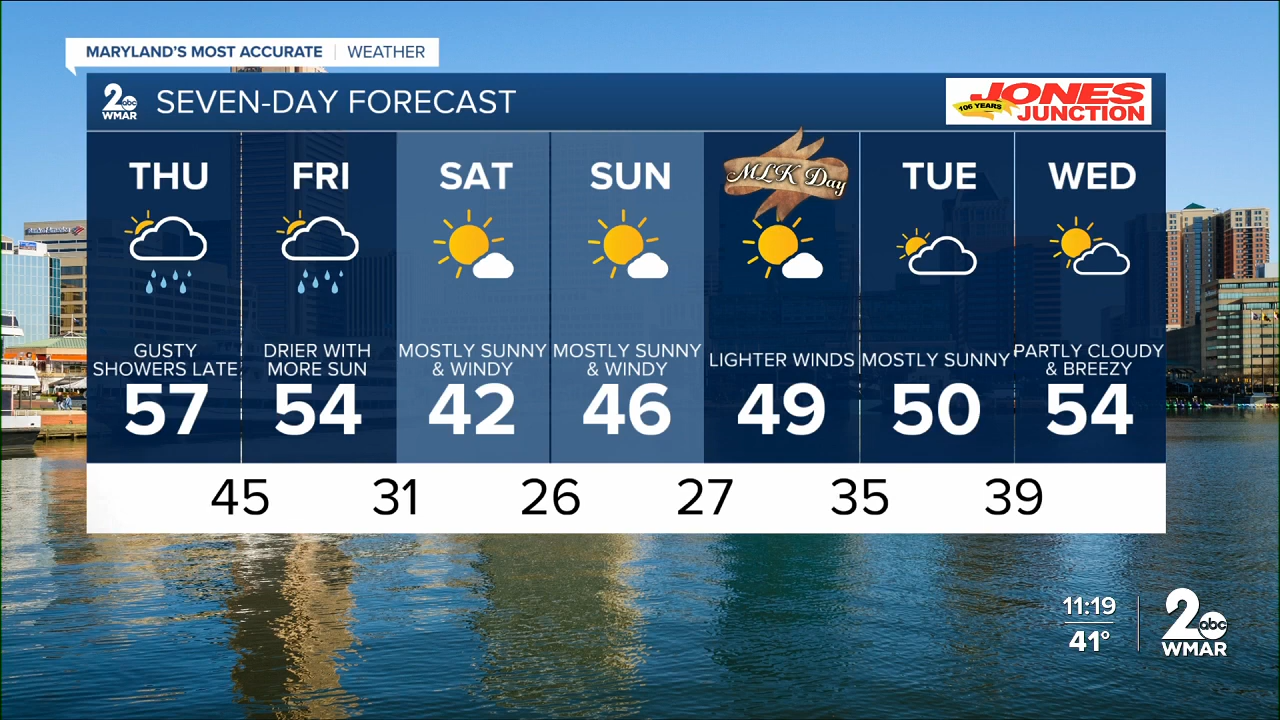 MARYLAND'S MOST ACCURATE | WEATHER
2 abc
WMAR
SEVEN-DAY FORECAST
JONES
106 YEARS
JUNCTION
THU
FRI
SAT
SUN
MLK Day
TUE
WED
GUSTY
SHOWERS LATE
DRIER WITH
MORE SUN
MOSTLY SUNNY
& WINDY
MOSTLY SUNNY
& WINDY
LIGHTER WINDS
MOSTLY SUNNY
PARTLY CLOUDY
& BREEZY
57
54
42
46
49
50
54
45
31
26
27
35
39
11:19
41°
2 abc
WMAR